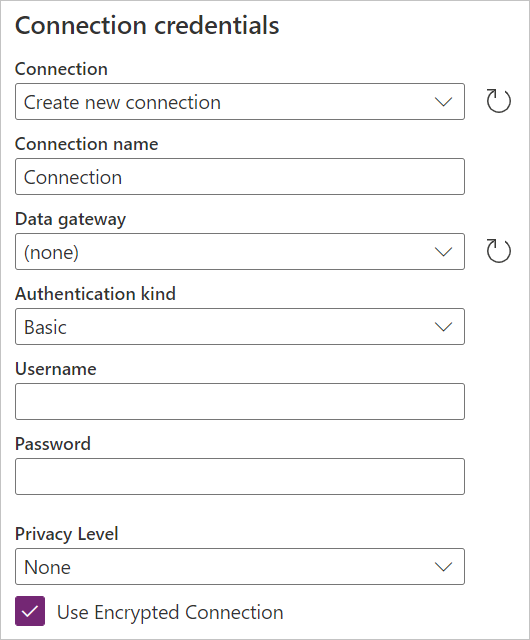 Connection credentials
Connection
Create new connection
Connection name
Connection
Data gateway
(none)
Authentication kind
Basic
Username
Password
Privacy Level
None
Use Encrypted Connection